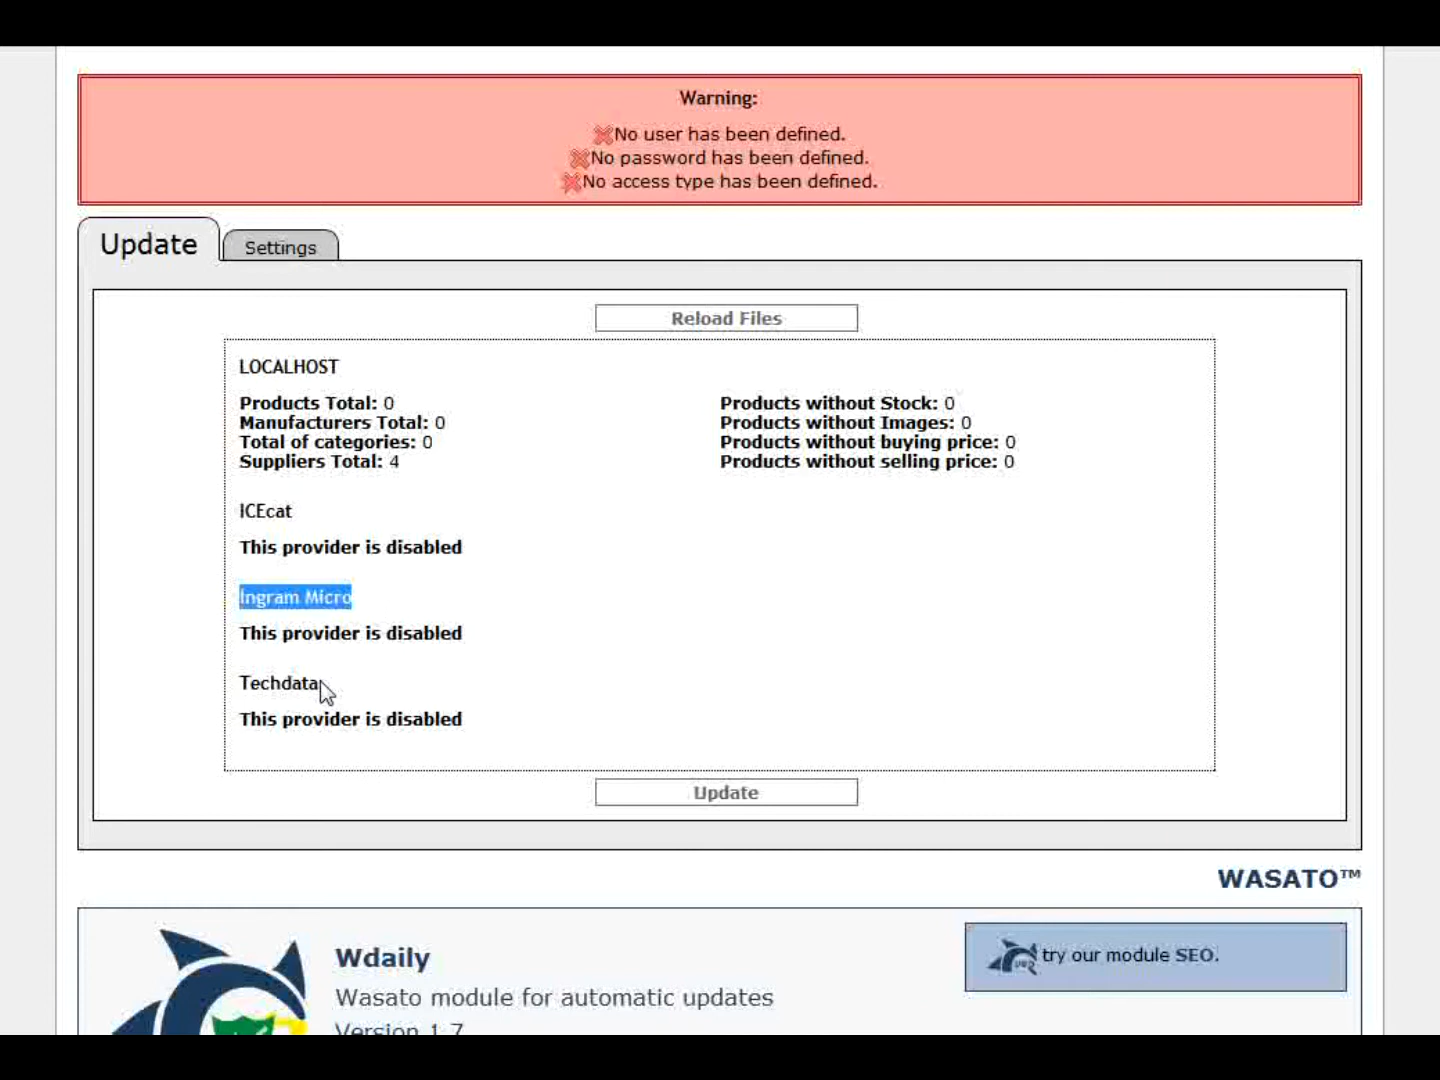 Warning:
No user has been defined.
No password has been defined.
No access type has been defined.
Update
Settings
Reload Files
LOCALHOST
Products Total: 0
Manufacturers Total: 0
Total of categories: 0
Suppliers Total: 4
Products without Stock: 0
Products without Images: 0
Products without buying price: 0
Products without selling price: 0
ICEcat
This provider is disabled
Ingram Micro
This provider is disabled
Techdata
This provider is disabled
Update
WASATO™
Wdaily
Wasato module for automatic updates
Version 1.7
try our module SEO.